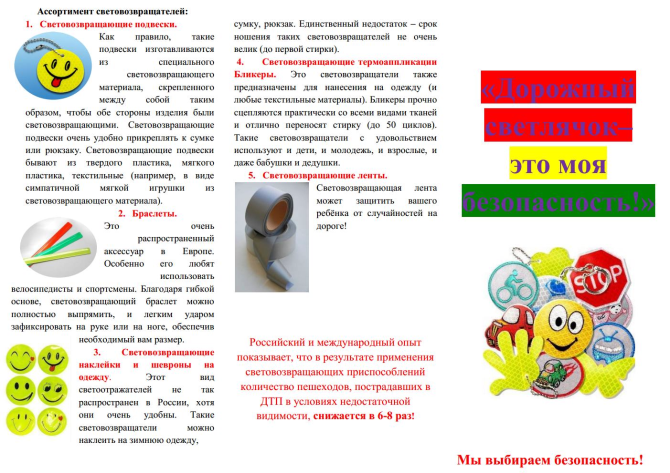 Ассортимент световозвращателей:
1. Световозвращающие подвески.
Как правило, такие
подвески изготавливаются
из специального
световозвращающего
материала, скрепленного
между собой таким
образом, чтобы обе стороны изделия были
световозвращающими. Световозвращающие
подвески очень удобно прикреплять к сумке
или рюкзаку. Световозвращающие подвески
бывают из твердого пластика, мягкого
пластика, текстильные (например, в виде
симпатичной мягкой игрушки из
световозвращающего материала).
2. Браслеты.
Это очень
распространенный
аксессуар в Европе.
Особенно его любят
использовать
велосипедисты и спортсмены. Благодаря гибкой
основе, световозвращающий браслет можно
полностью выпрямить, и легким ударом
зафиксировать на руке или на ноге, обеспечив
необходимый вам размер.
3. Световозвращающие
наклейки и шевроны на
одежду. Этот вид
светоотражателей не так
распространен в России, хотя
они очень удобны. Такие
световозвращатели можно
наклеить на зимнюю одежду,
сумку, рюкзак. Единственный недостаток – срок
ношения таких световозвращателей не очень
велик (до первой стирки).
4. Световозвращающие термоаппликации
Бликеры. Это световозвращатели также
предназначены для нанесения на одежду (и
любые текстильные материалы). Бликеры прочно
сцепляются практически со всеми видами тканей
и отлично переносят стирку (до 50 циклов).
Такие световозвращатели с удовольствием
используют и дети, и молодежь, и взрослые, и
даже бабушки и дедушки.
5. Световозвращающие ленты.
Световозвращающая лента
может защитить вашего
ребёнка от случайностей на
дороге!
Российский и международный опыт
показывает, что в результате применения
световозвращающих приспособлений
количество пешеходов, пострадавших в
ДТП в условиях недостаточной
видимости, снижается в 6-8 раз!
«Дорожный
светлячок–
это моя
безопасность!»
STOP
Мы выбираем безопасность!